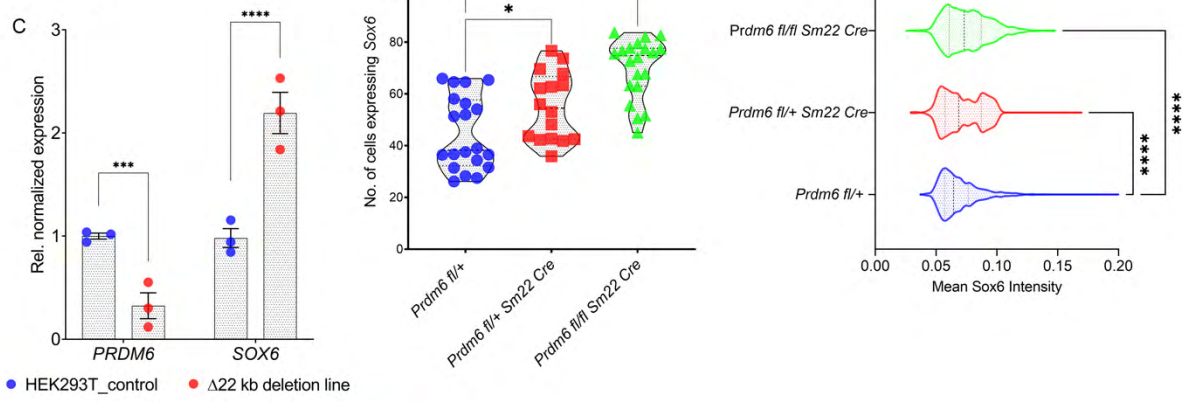 C
Rel. normalized expression
3
2
1
0
***
****
PRDM6
SOX6
HEK293T_control
Δ22 kb deletion line
No. of cells expressing Sox6
80
60
40
20
0
*
Prdm6 fl/+
Prdm6 fl/+ Sm22 Cre
Prdm6 fl/fl Sm22 Cre
Prdm6 fl/fl Sm22 Cre
Prdm6 fl/+ Sm22 Cre
Prdm6 fl/+
****
****
0.00
0.05
0.10
0.15
0.20
Mean Sox6 Intensity